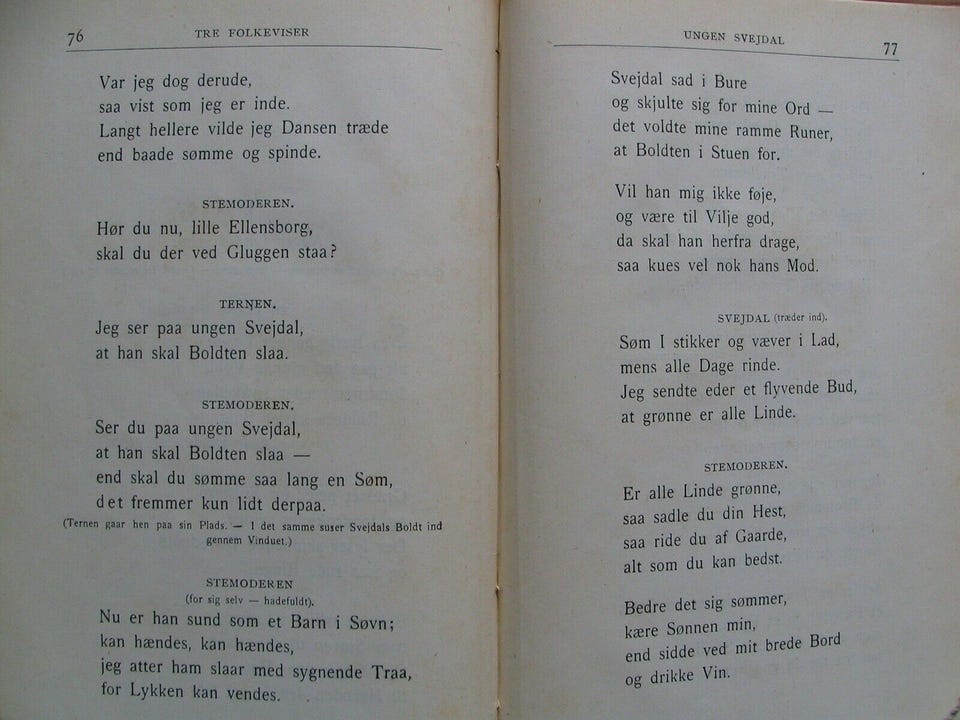 76
TRE FOLKEVISER
Var jeg dog derude,
saa vist som jeg er inde.
Langt hellere vilde jeg Dansen træde
end baade sømme og spinde.
STEMODEREN.
Hør du nu, lille Ellensborg,
skal du der ved Gluggen staa?
TERNEN.
Jeg ser paa ungen Svejdal,
at han skal Boldten slaa.
STEMODEREN.
Ser du paa ungen Svejdal,
at han skal Boldten slaa —
end skal du sømme saa lang en Søm,
det fremmer kun lidt derpaa.
(Ternen gaar hen paa sin Plads. — I det samme suser Svejdals Boldt ind
gennem Vinduet.)
STEMODEREN
(for sig selv — hadefuldt).
Nu er han sund som et Barn i Søvn;
kan hændes, kan hændes,
jeg atter ham slaar med sygnende Traa,
for Lykken kan vendes.
UNGEN SVEJDAL
77
Svejdal sad i Bure
og skjulte sig for mine Ord —
det voldte mine ramme Runer,
at Boldten i Stuen for.
Vil han mig ikke føje,
og være til Vilje god,
da skal han herfra drage,
saa kues vel nok hans Mod.
SVEJDAL (træder ind).
Søm I stikker og væver i Lad,
mens alle Dage rinde.
Jeg sendte eder et flyvende Bud,
at grønne er alle Linde.
STEMODEREN.
Er alle Linde grønne,
saa sadle du din Hest,
saa ride du af Gaarde,
alt som du kan bedst.
Bedre det sig sømmer,
kære Sønnen min,
end sidde ved mit brede Bord
og drikke Vin.